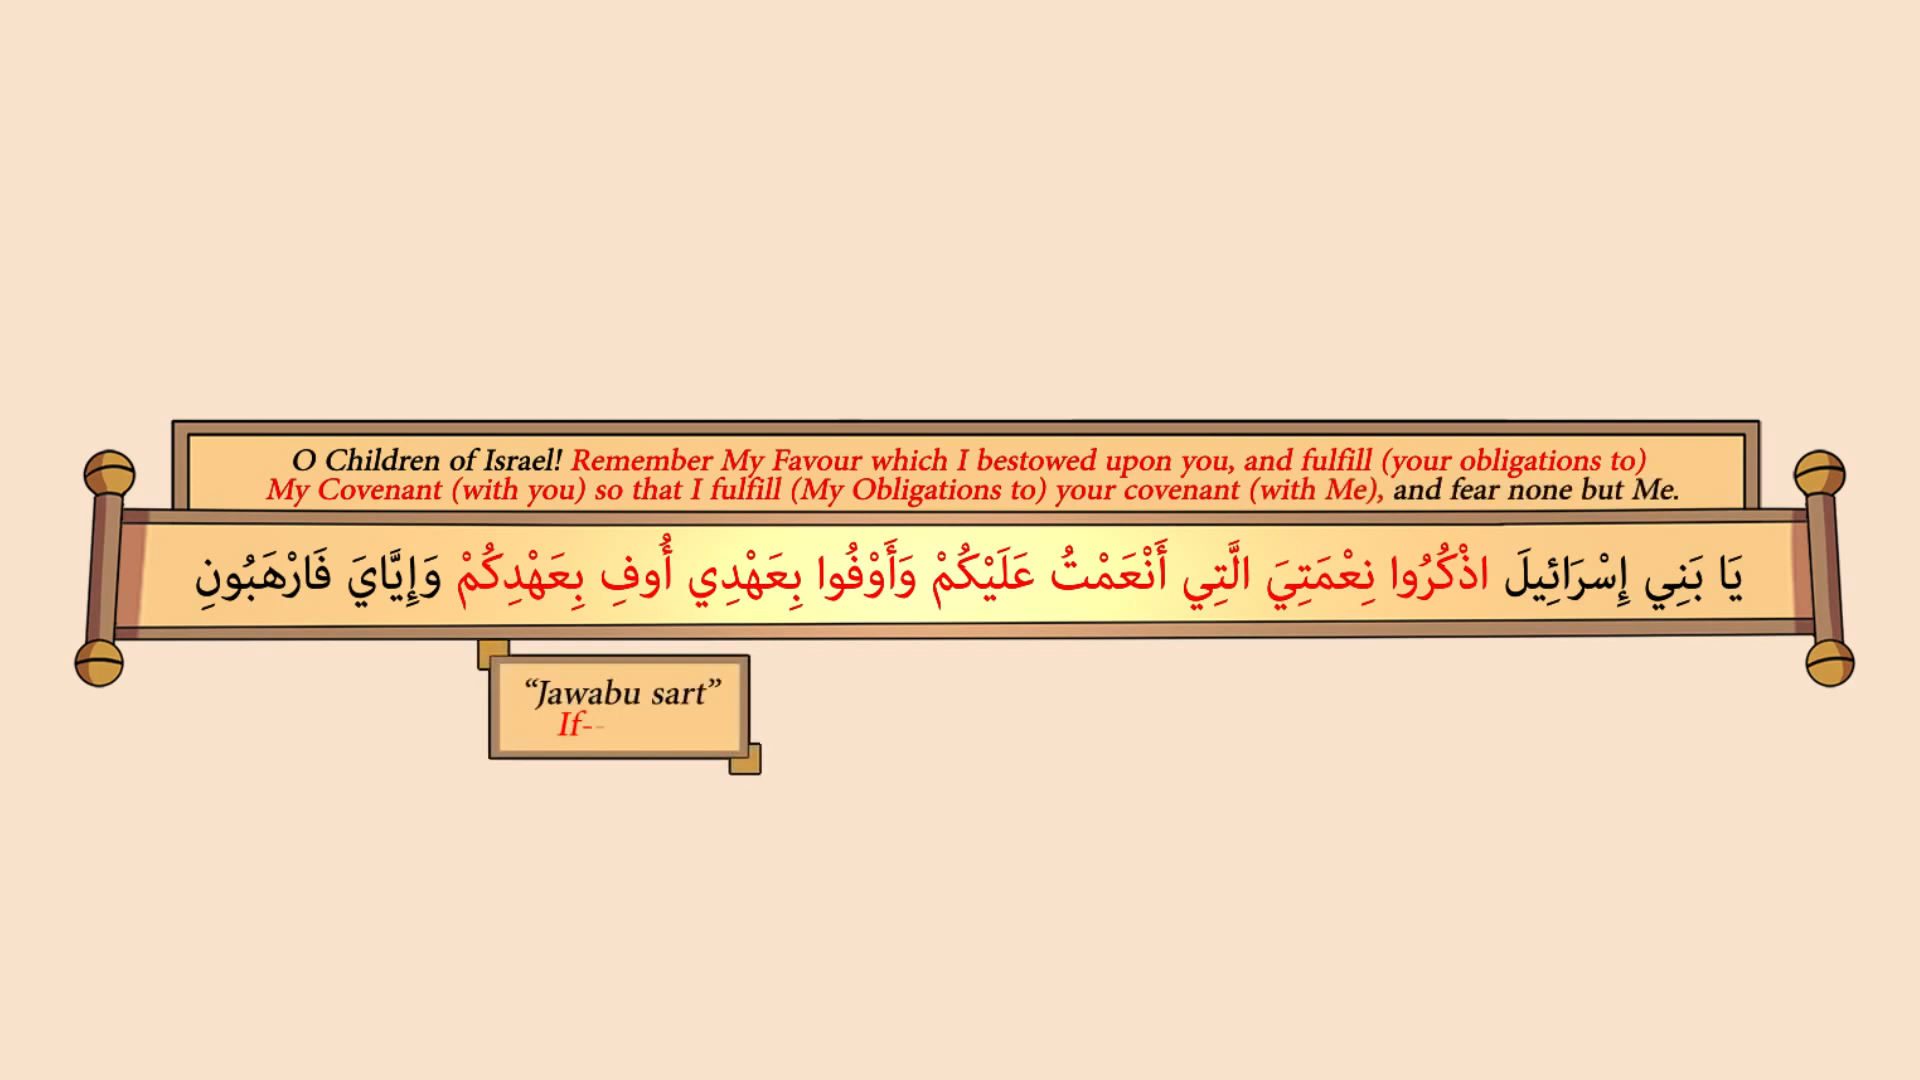 O Children of Israel! Remember My Favour which I bestowed upon you, and fulfill (your obligations to)
My Covenant (with you) so that I fulfill (My Obligations to) your covenant (with Me), and fear none but Me.
يَا بَنِي إِسْرَائِيلَ اذْكُرُوا نِعْمَتِيَ الَّتِي أَنْعَمْتُ عَلَيْكُمْ وَأَوْفُوا بِعَهْدِي أُوفِ بِعَهْدِكُمْ وَإِيَّايَ فَارْهَبُونِ
“Jawabu sart”
If--